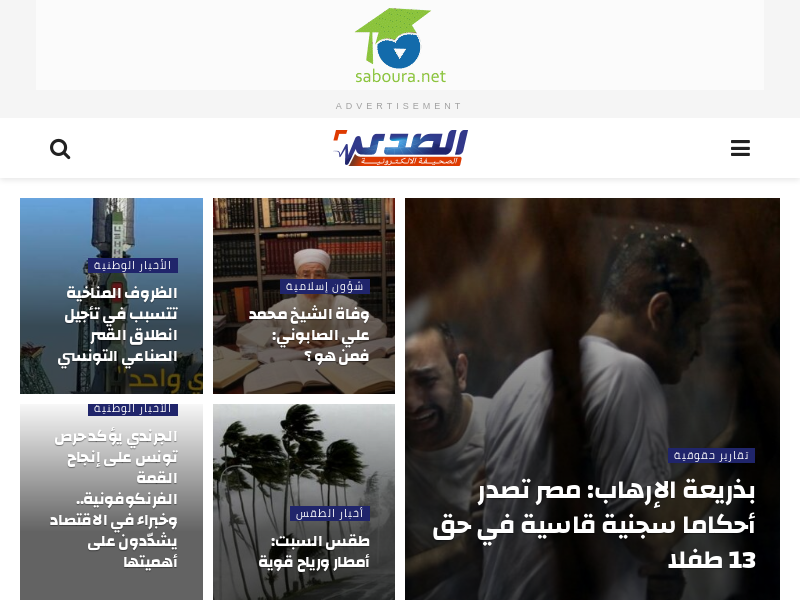 saboura.net
ADVERTISEMENT
الصدى
الصحيفة الالكترونية
تقارير حقوقية
بذريعة الإرهاب: مصر تصدر
أحكاما سجنية قاسية في حق
13 طفلا
شؤون إسلامية
وفاة الشيخ محمد
علي الصابوني:
فمن هو ؟
الأخبار الوطنية
الظروف المناخية
تتسبب في تأجيل
انطلاق القمر
الصناعي التونسي
ى واحد"
أخبار الطقس
طقس السبت:
أمطار ورياح قوية
الأخبار الوطنية
الجرندي يؤكد حرص
تونس على إنجاح
القمة
الفرنكوفونية..
وخبراء في الاقتصاد
يشدّدون على
أهميتها